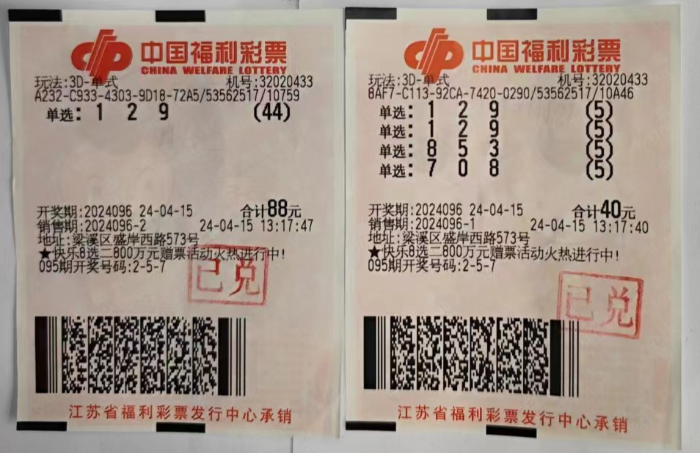 中国福利彩票
CHINA WELFARE LOTTERY
玩法:3D-单式 机号:32020433
A232-C933-4303-9D18-72A5/53562517/10759
单选: 1 2 9 (44)
开奖期:2024096 24-04-15 合计88元
销售期:2024096-2 24-04-15 13:17:47
地址:梁溪区盛岸西路573号
★快乐8选二800万元赠票活动火热进行中!
095期开奖号码:2-5-7
已兑
江苏省福利彩票发行中心承销
中国福利彩票
CHINA WELFARE LOTTERY
玩法:3D-单式 机号:32020433
8AF7-C113-92CA-7420-0290/53562517/10A46
单选: 1 2 9 (5)
单选: 1 2 9 (5)
单选: 8 5 3 (5)
单选: 7 0 8 (5)
开奖期:2024096 24-04-15 合计40元
销售期:2024096-1 24-04-15 13:17:40
地址:梁溪区盛岸西路573号
★快乐8选二800万元赠票活动火热进行中!
095期开奖号码:2-5-7
已兑
江苏省福利彩票发行中心承销